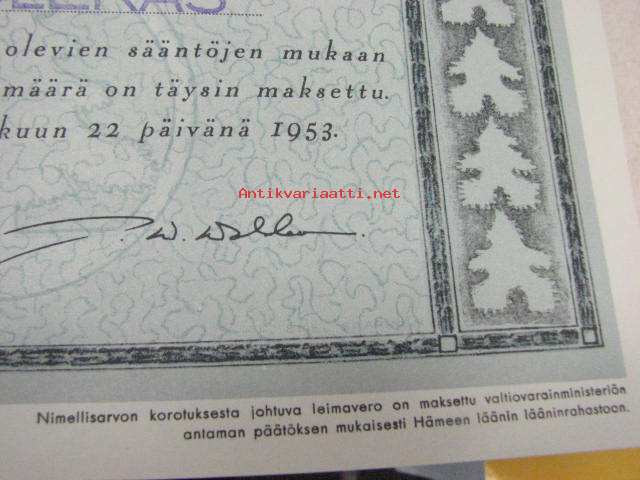 olevien sääntöjen mukaan
määrä on täysin maksettu.
kuun 22 päivänä 1953.
Antikvariaatti.net
Nimellisarvon korotuksesta johtuva leimavero on maksettu valtiovarainministeriön
antaman päätöksen mukaisesti Hämeen läänin lääninrahastoon.